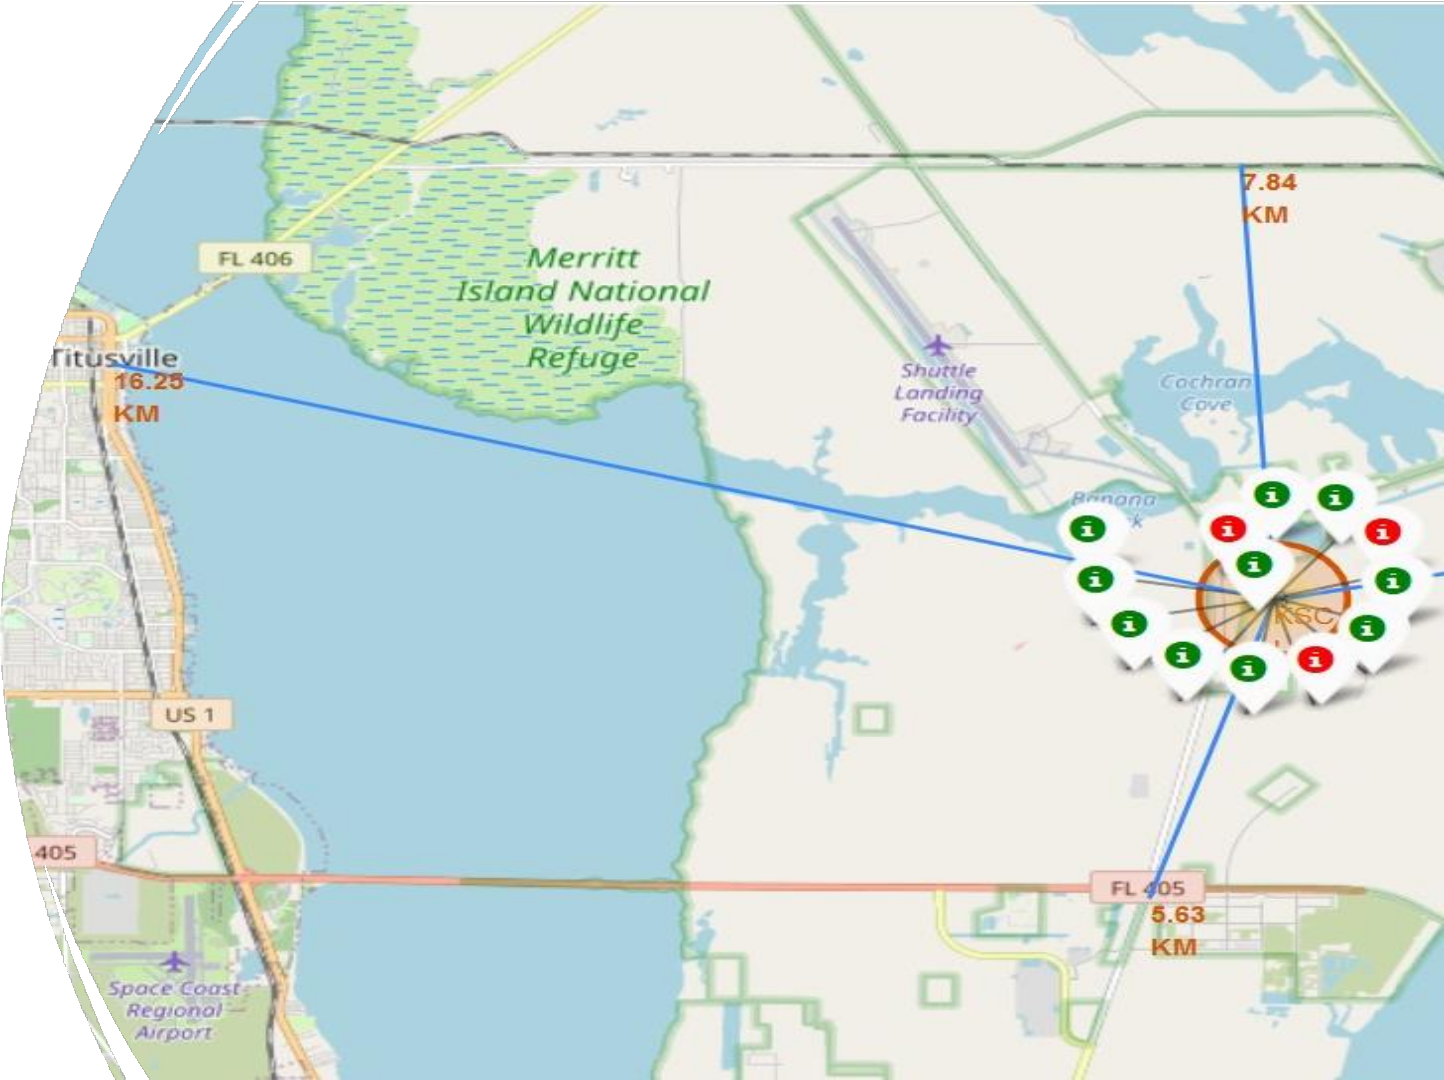 7.84
KM
FL 406
Merritt
Island National
Wildlife
Refuge
Titusville
16.25
KM
Shuttle
Landing
Facility
Cochran
Cove
Banana
KSC
US 1
405
FL 405
5.63
KM
Space Coast
Regional
Airport